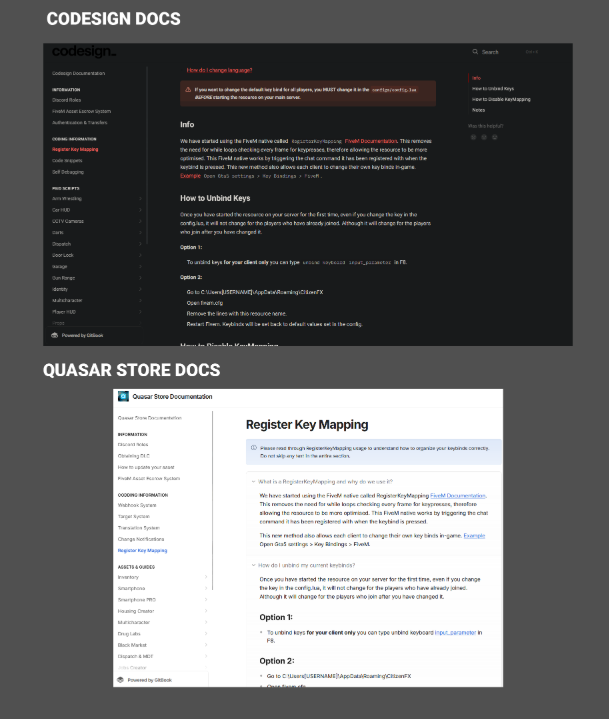 CODESIGN DOCS
codesign_
Search
Codesign Documentation
INFORMATION
Discord Roles
FiveM Asset Escrow System
Authentication & Transfers
CODING INFORMATION
Register Key Mapping
Code Snippets
Self Debugging
Arm Wrestling
Car HUD
CCTV Cameras
Darts
Dispatch
Door Lock
Garage
Gun Range
Identity
Multicharacter
Player HUD
Powered by GitBook
How do I change language?
If you want to change the default key bind for all players, you MUST change it in the configs/config.lua
BEFORE starting the resource on your main server.
Info
We have started using the FiveM native called RegisterKeyMapping FiveM Documentation. This removes
the need for while loops checking every frame for keypresses, therefore allowing the resource to be more
optimised. This FiveM native works by triggering the chat command it has been registered with when the
keybind is pressed. This new method also allows each client to change their own key binds in-game.
Example Open Gta5 settings > Key Bindings > FiveM.
How to Unbind Keys
Once you have started the resource on your server for the first time, even if you change the key in the
config.lua, it will not change for the players who have already joined. Although it will change for the players
who join after you have changed it.
Option 1:
To unbind keys for your client only you can type unbind keyboard input_parameter in F8.
Option 2:
Go to C:\Users[USERNAME]\AppData\Roaming\CitizenFX
Open fivem.cfg
Remove the lines with this resource name.
Restart Fivem. Keybinds will be set back to default values set in the config.
How to Disable KeyMapping
Info
How to Unbind Keys
How to Disable KeyMapping
Notes
Was this helpful?
QUASAR STORE DOCS
Quasar Store Documentation
Quasar Store Documentation
INFORMATION
Discord Roles
Obtaining DLC
How to update your asset
FiveM Asset Escrow System
Webhook System
Target System
Translation System
Change Notifications
Register Key Mapping
ASSETS & GUIDES
Inventory
Smartphone
Smartphone PRO
Housing Creator
Multicharacter
Drug Labs
Black Market
Dispatch & MDT
Powered by GitBook
Register Key Mapping
Please read through RegisterKeyMapping usage to understand how to organize your keybinds correctly.
Do not skip any text in the entire section.
What is a RegisterKeyMapping and why do we use it?
We have started using the FiveM native called RegisterKeyMapping FiveM Documentation.
This removes the need for while loops checking every frame for keypresses, therefore
allowing the resource to be more optimised. This FiveM native works by triggering the chat
command it has been registered with when the keybind is pressed.
This new method also allows each client to change their own key binds in-game. Example
Open Gta5 settings > Key Bindings > FiveM.
How do I unbind my current keybinds?
Once you have started the resource on your server for the first time, even if you change
the key in the config.lua, it will not change for the players who have already joined.
Although it will change for the players who join after you have changed it.
Option 1:
To unbind keys for your client only you can type unbind keyboard input_parameter in
F8.
Option 2:
Go to C:\Users[USERNAME]\AppData\Roaming\CitizenFX
Open fivem.cfg